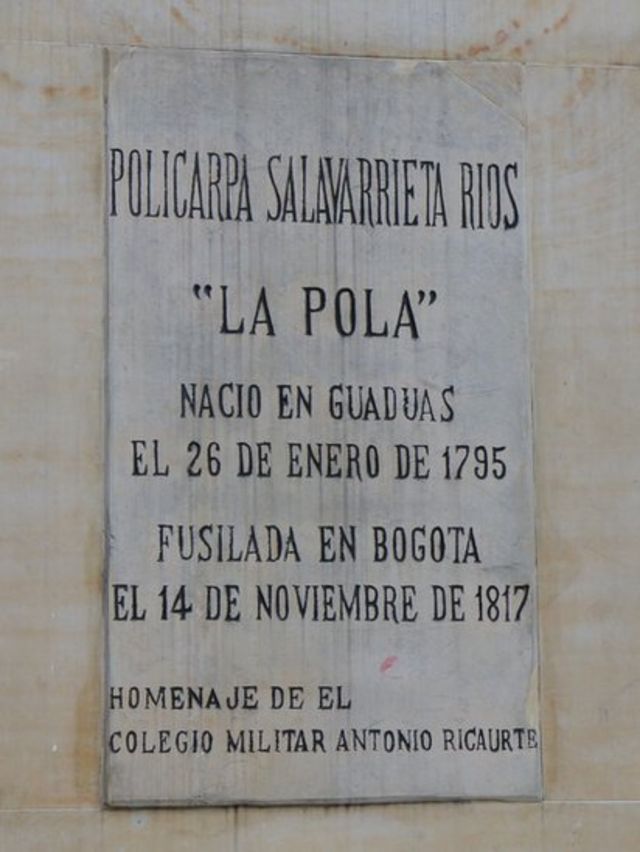 POLICARPA SALAVARRIETA RIOS
“LA POLA”
NACIO EN GUADUAS
EL 26 DE ENERO DE 1795
FUSILADA EN BOGOTA
EL 14 DE NOVIEMBRE DE 1817
HOMENAJE DE EL
COLEGIO MILITAR ANTONIO RICAURTE